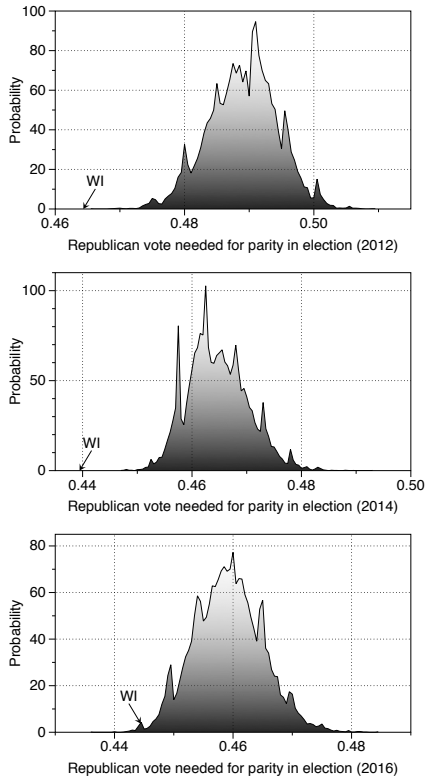 100
80
60
40
20
0
Probability
WI
0.46
0.48
0.50
Republican vote needed for parity in election (2012)
100
50
0
Probability
WI
0.44
0.46
0.48
0.50
Republican vote needed for parity in election (2014)
80
60
40
20
0
Probability
WI
0.44
0.46
0.48
Republican vote needed for parity in election (2016)